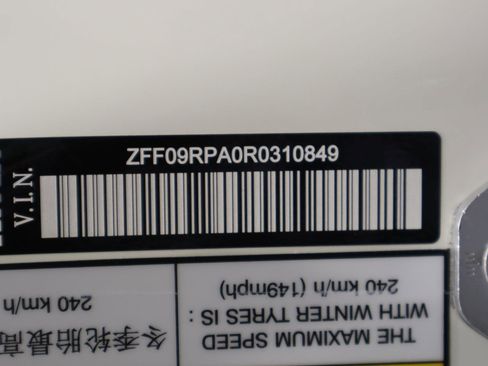 V.I.N.
ZFF09RPA0R0310849
THE MAXIMUM SPEED
WITH WINTER TYRES IS :
240 km/h (149mph)
冬季轮胎最高
240 km/h